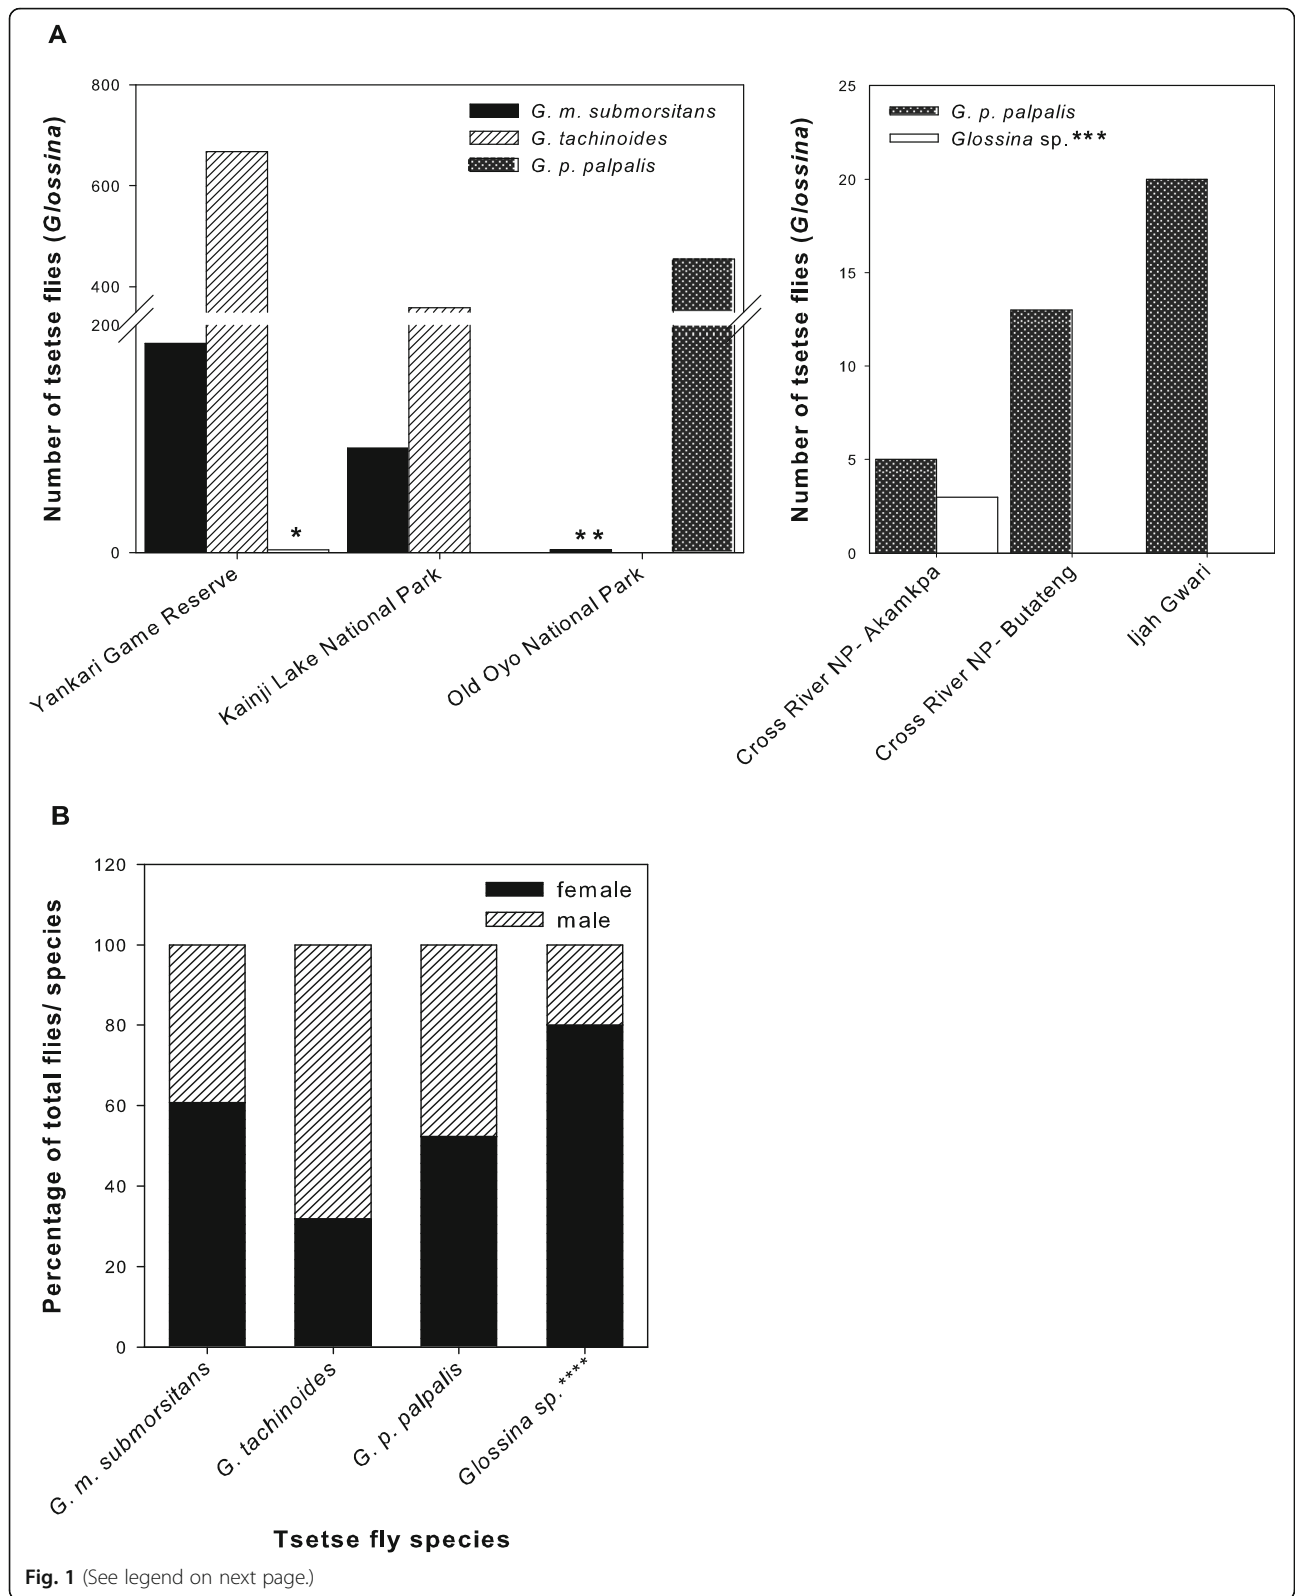 A
Number of tsetse flies (Glossina)
800
600
400
200
0
G. m. submorsitans
G. tachinoides
G. p. palpalis
*
**
Yankari Game Reserve
Kainji Lake National Park
Old Oyo National Park
Number of tsetse flies (Glossina)
25
20
15
10
5
0
G. p. palpalis
Glossina sp. ***
Cross River NP- Akamkpa
Cross River NP- Butateng
Ijah Gwari
B
Percentage of total flies/ species
120
100
80
60
40
20
0
female
male
G. m. submorsitans
G. tachinoides
G. p. palpalis
Glossina sp. ****
Tsetse fly species
Fig. 1 (See legend on next page.)